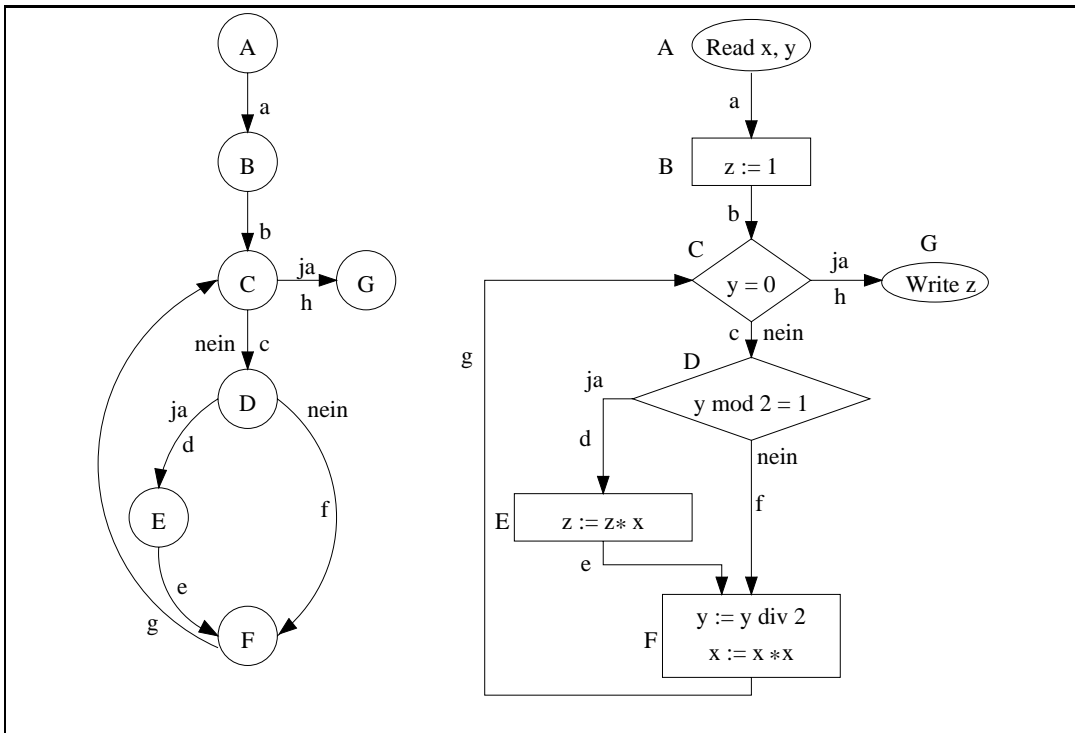 A
a
B
b
C
ja
h
G
nein
c
D
ja
d
nein
E
f
e
g
F
A
Read x, y
a
B
z := 1
b
C
y = 0
ja
h
G
Write z
c
nein
g
D
ja
y mod 2 = 1
d
nein
f
E
z := z* x
e
F
y := y div 2
x := x *x